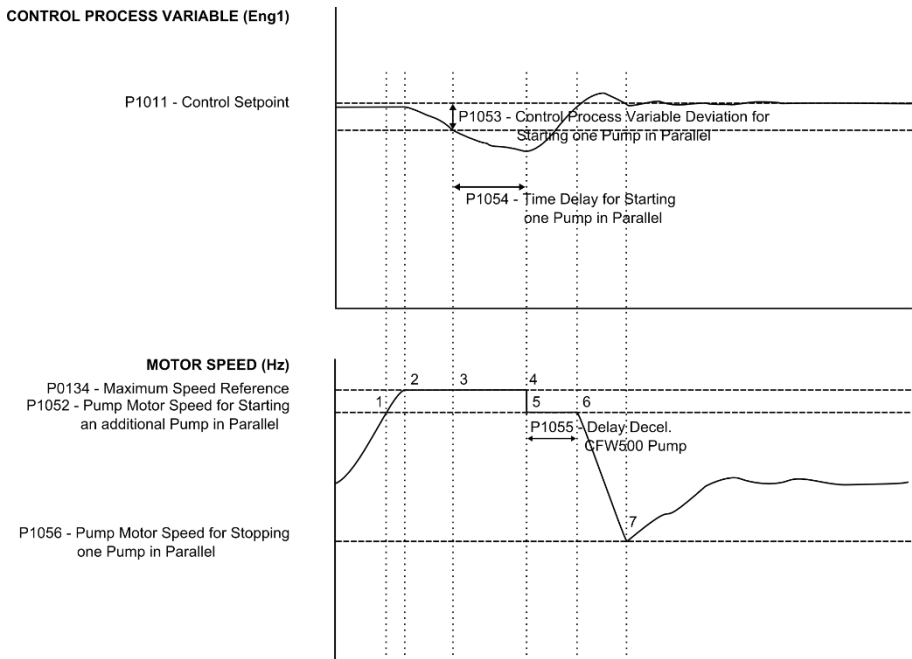 CONTROL PROCESS VARIABLE (Eng1)
P1011 - Control Setpoint
P1053 - Control Process Variable Deviation for
Starting one Pump in Parallel
P1054 - Time Delay for Starting
one Pump in Parallel
MOTOR SPEED (Hz)
P0134 - Maximum Speed Reference
P1052 - Pump Motor Speed for Starting
an additional Pump in Parallel
1
2
3
4
5
6
P1055 - Delay Decel.
CFW500 Pump
7
P1056 - Pump Motor Speed for Stopping
one Pump in Parallel